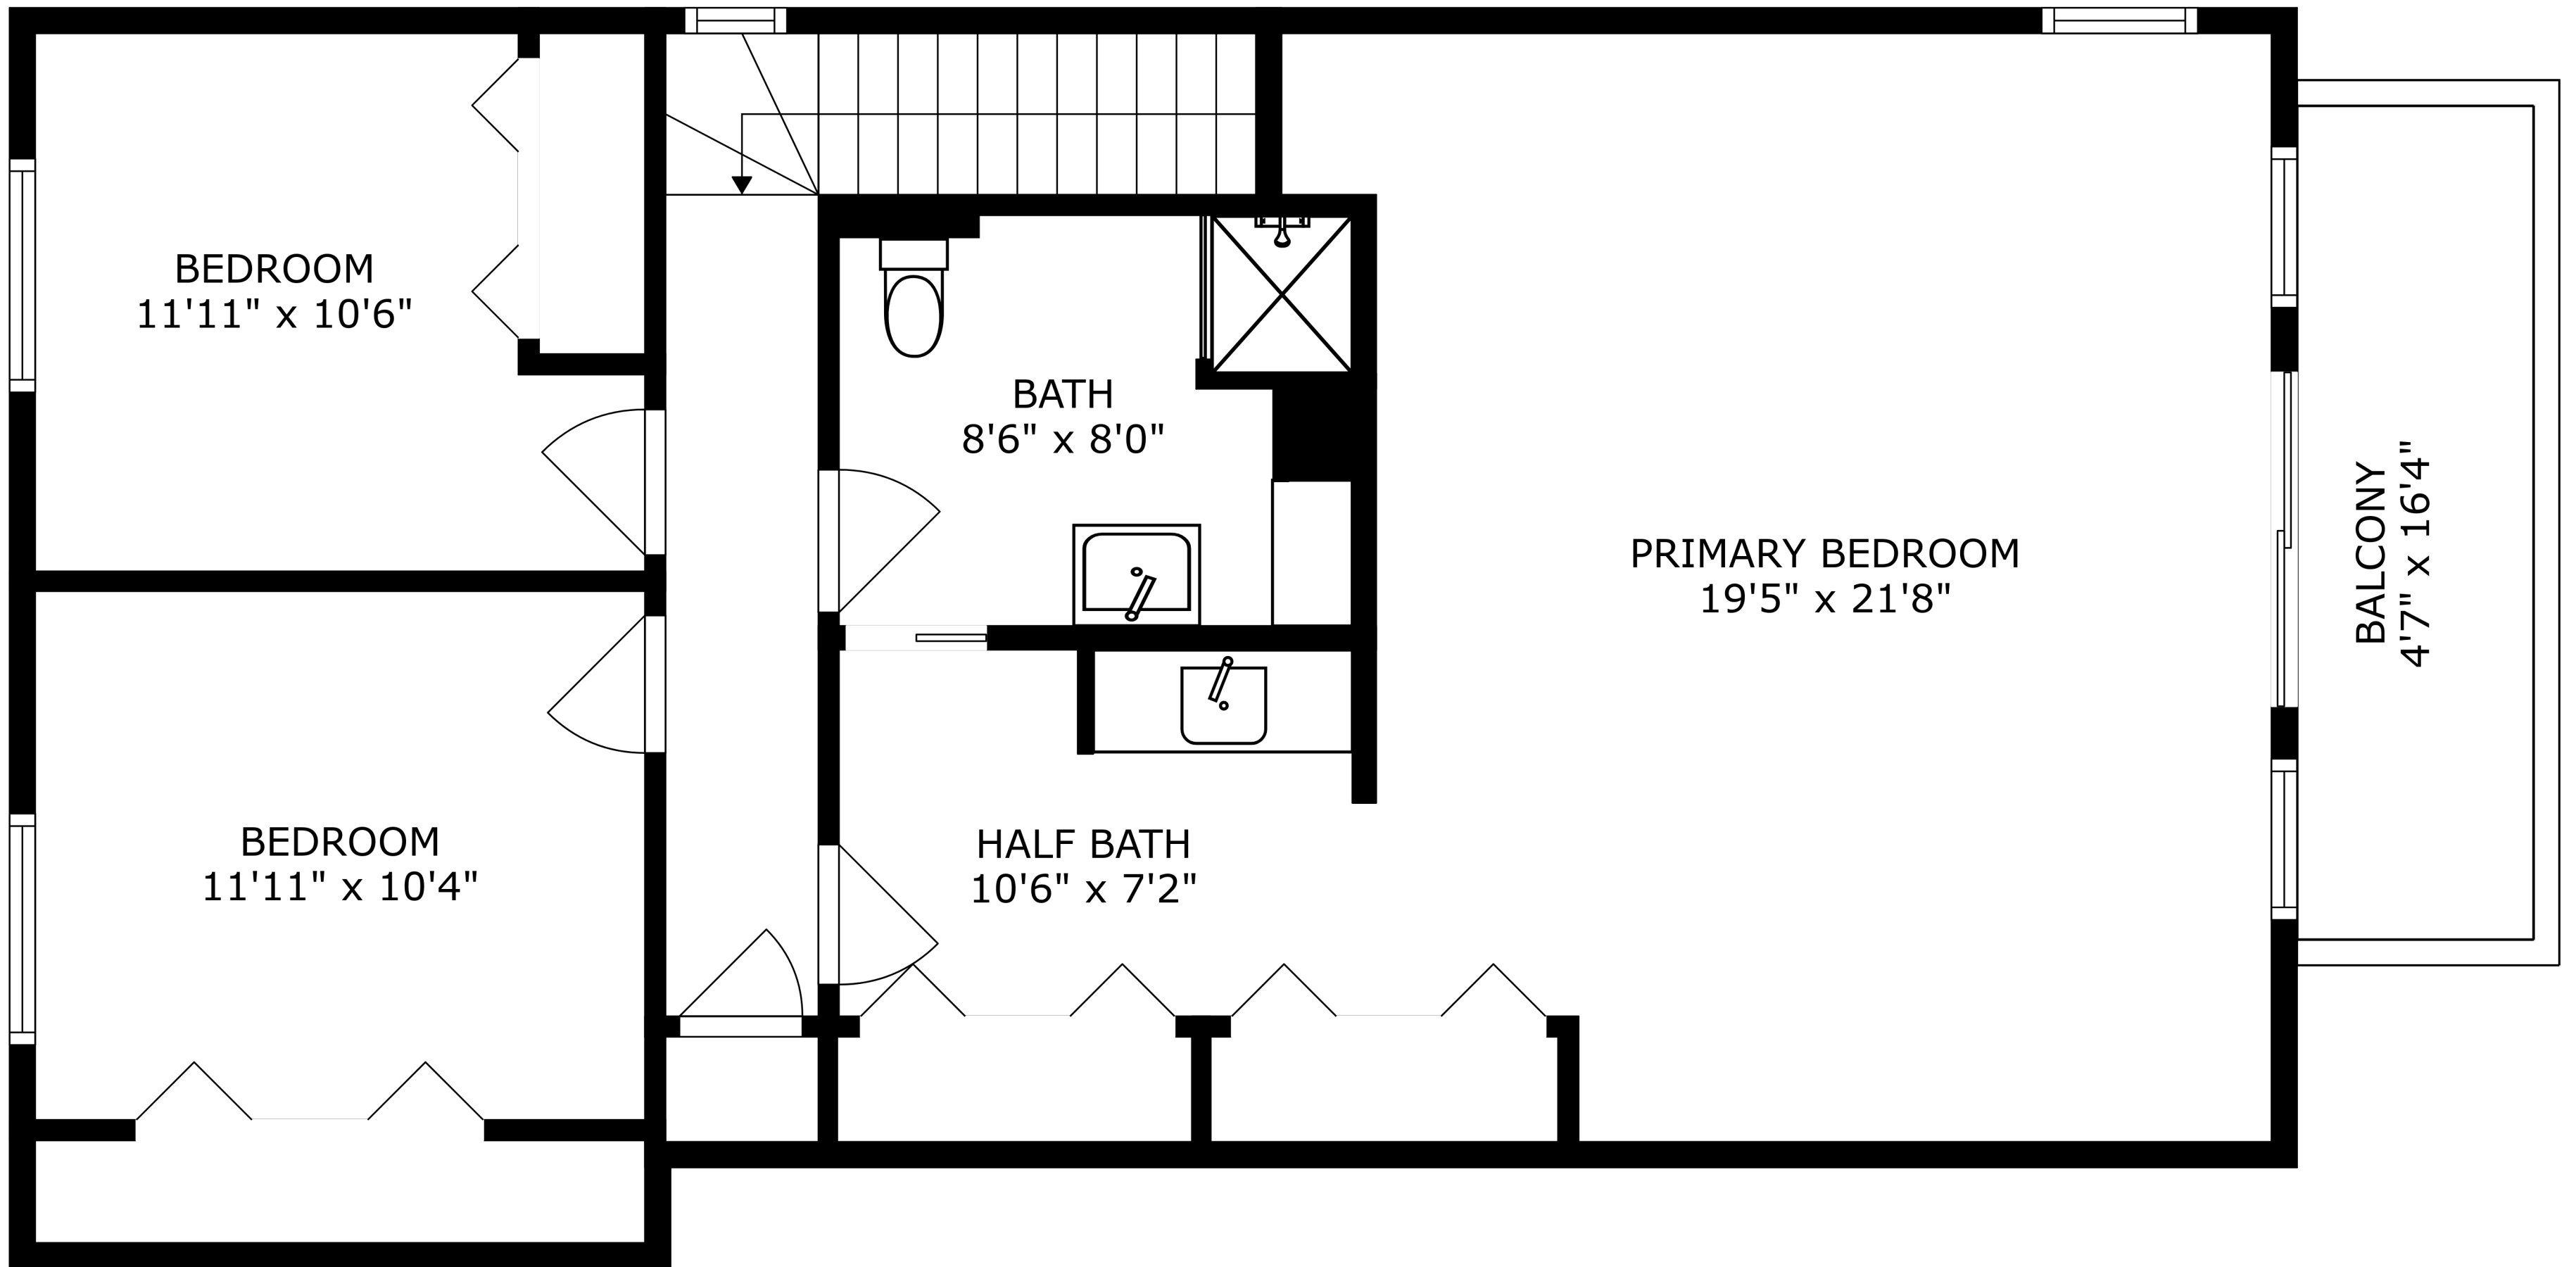 BEDROOM
11'11" x 10'6"
BATH
8'6" x 8'0"
PRIMARY BEDROOM
19'5" x 21'8"
BALCONY
4'7" x 16'4"
BEDROOM
11'11" x 10'4"
HALF BATH
10'6" x 7'2"